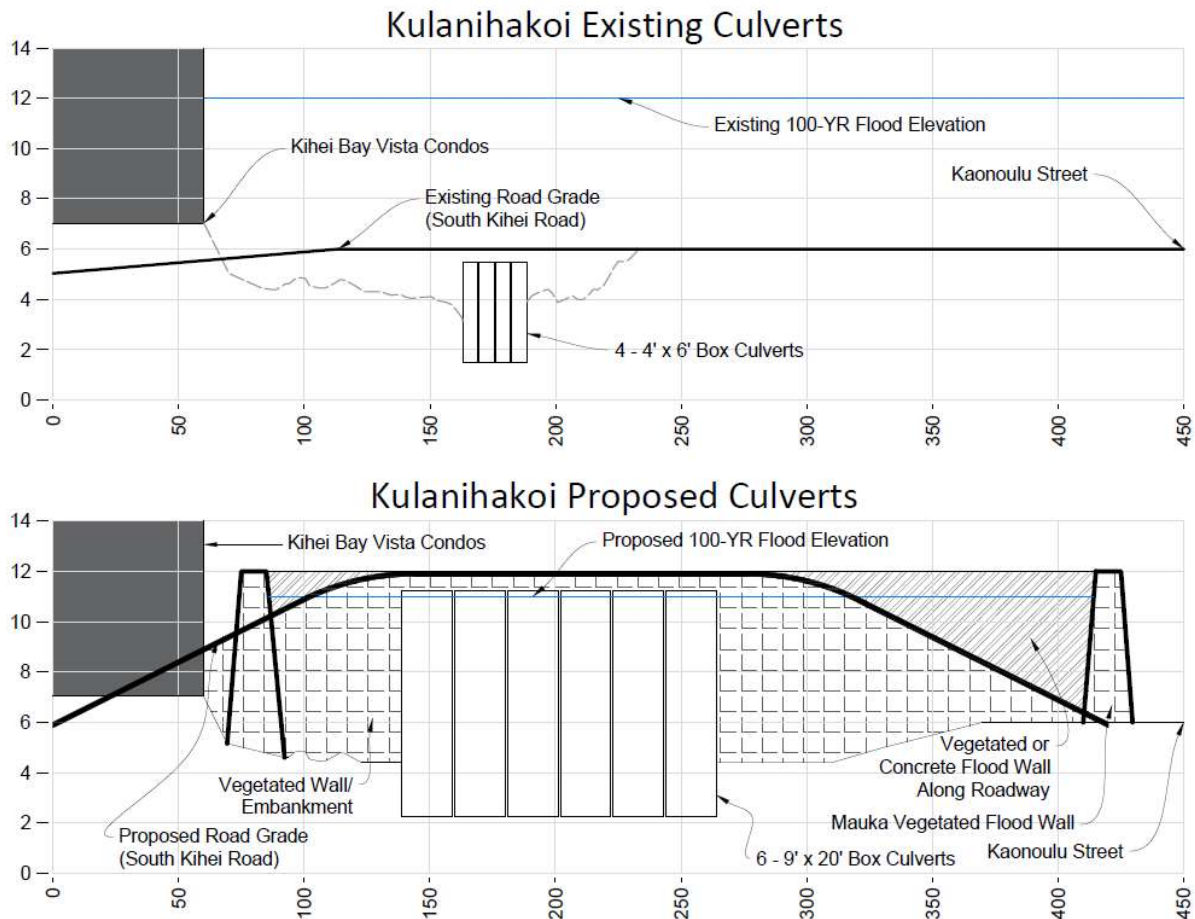 Kulanihakoi Existing Culverts
14
12
10
8
6
4
2
0
Existing 100-YR Flood Elevation
Kihei Bay Vista Condos
Existing Road Grade
(South Kihei Road)
Kaonoulu Street
4 - 4' x 6' Box Culverts
0
50
100
150
200
250
300
350
400
450
Kulanihakoi Proposed Culverts
14
12
10
8
6
4
2
0
Kihei Bay Vista Condos
Proposed 100-YR Flood Elevation
Vegetated Wall/
Embankment
Proposed Road Grade
(South Kihei Road)
Vegetated or
Concrete Flood Wall
Along Roadway
Mauka Vegetated Flood Wall
6 - 9' x 20' Box Culverts
Kaonoulu Street
0
50
100
150
200
250
300
350
400
450